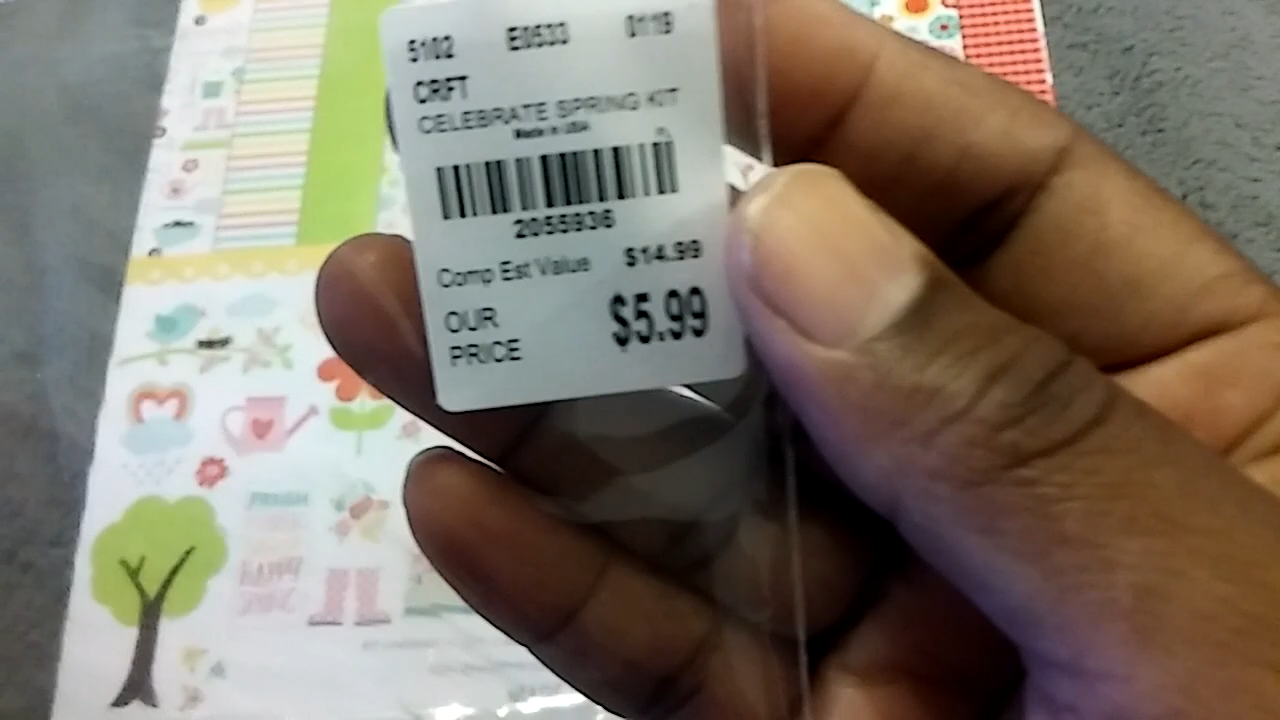 5102 E0533 0119
CRFT
CELEBRATE SPRING KIT
Made in USA
2055936
Comp Est Value $14.99
OUR PRICE $5.99
HAPPY